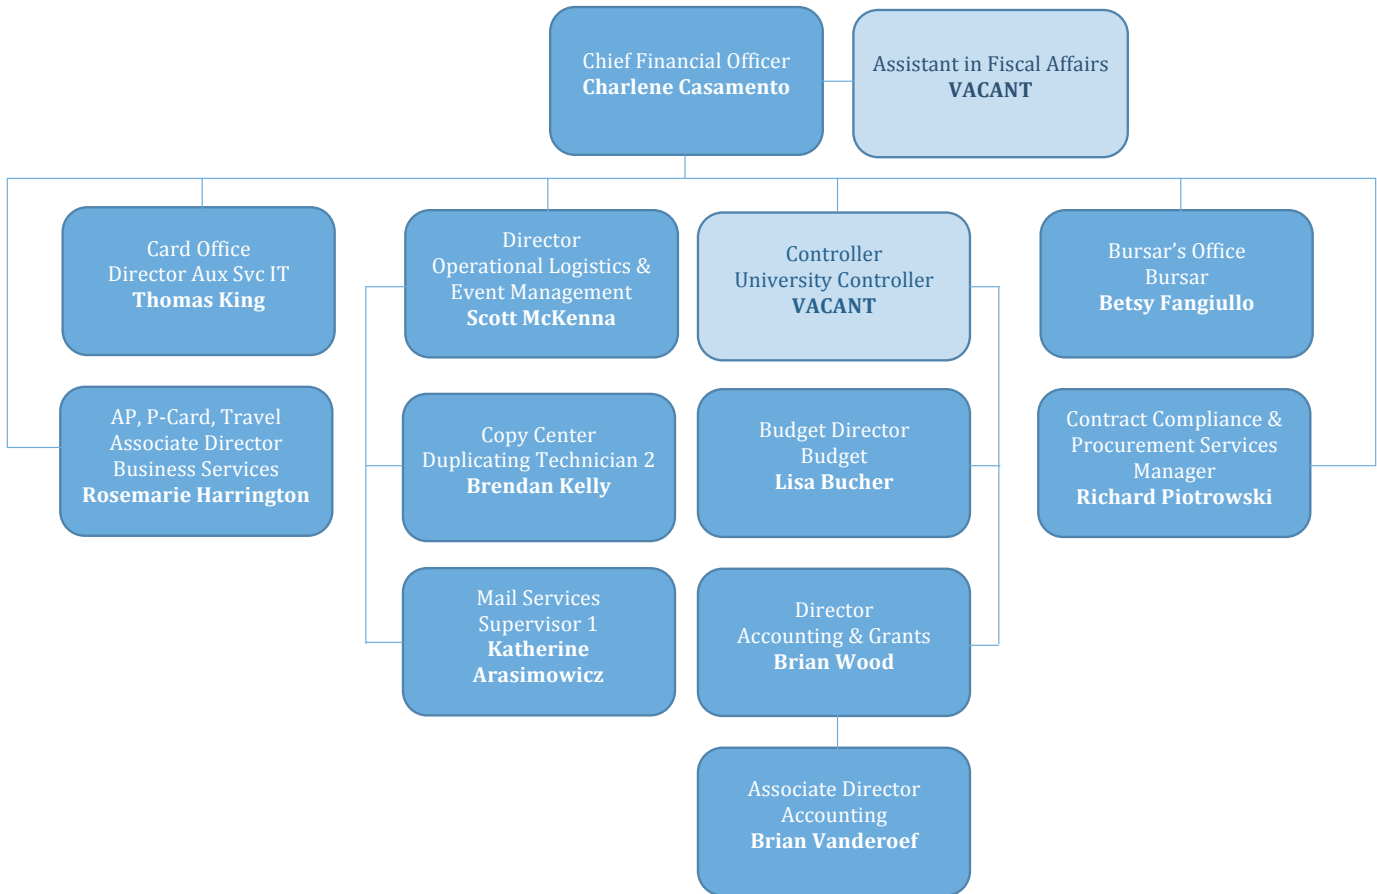 Chief Financial Officer
Charlene Casamento
Assistant in Fiscal Affairs
VACANT
Card Office
Director Aux Svc IT
Thomas King
Director
Operational Logistics &
Event Management
Scott McKenna
Controller
University Controller
VACANT
Bursar’s Office
Bursar
Betsy Fangiullo
AP, P-Card, Travel
Associate Director
Business Services
Rosemarie Harrington
Copy Center
Duplicating Technician 2
Brendan Kelly
Budget Director
Budget
Lisa Bucher
Contract Compliance &
Procurement Services
Manager
Richard Piotrowski
Mail Services
Supervisor 1
Katherine
Arasimowicz
Director
Accounting & Grants
Brian Wood
Associate Director
Accounting
Brian Vanderoef